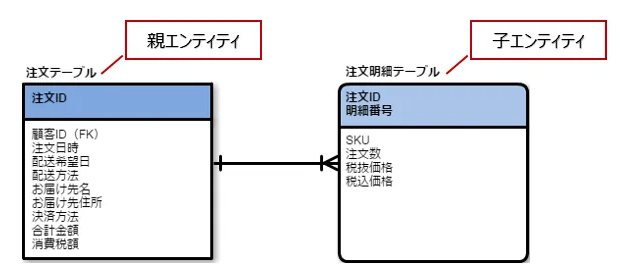 親エンティティ
子エンティティ
注文テーブル
注文ID
顧客ID（FK）
注文日時
配送希望日
配送方法
お届け先名
お届け先住所
決済方法
合計金額
消費税額
注文明細テーブル
注文ID
明細番号
SKU
注文数
税抜価格
税込価格